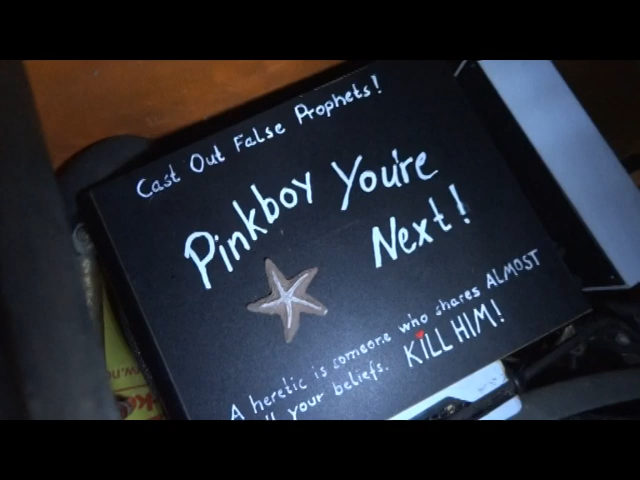 Cast Out False Prophets!
Pinkboy You're
Next!
A heretic is someone who shares ALMOST
your beliefs. KILL HIM!